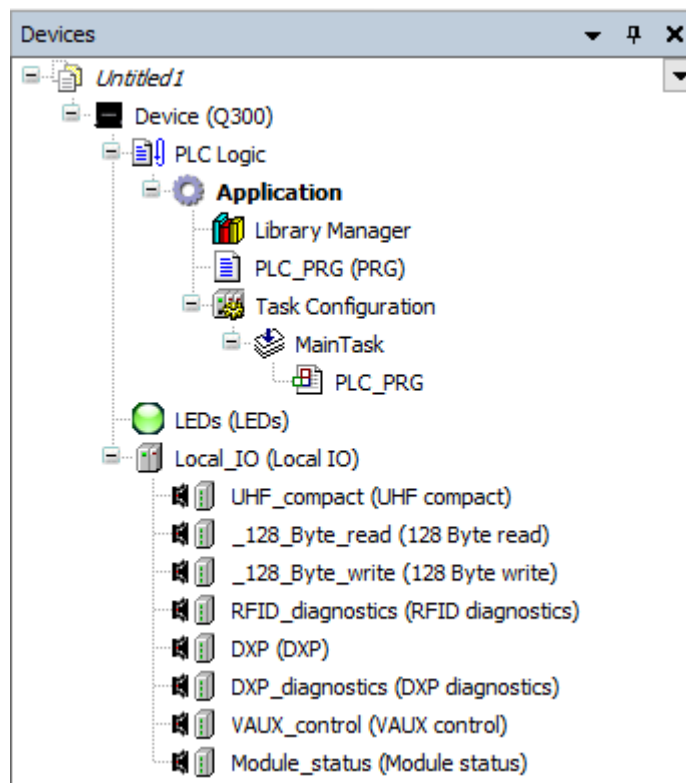 Devices
Untitled1
Device (Q300)
PLC Logic
Application
Library Manager
PLC_PRG (PRG)
Task Configuration
MainTask
PLC_PRG
LEDs (LEDs)
Local_IO (Local IO)
UHF_compact (UHF compact)
_128_Byte_read (128 Byte read)
_128_Byte_write (128 Byte write)
RFID_diagnostics (RFID diagnostics)
DXP (DXP)
DXP_diagnostics (DXP diagnostics)
VAUX_control (VAUX control)
Module_status (Module status)